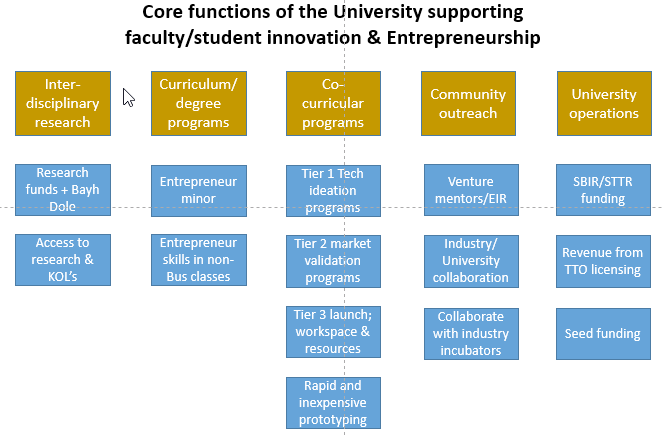 Core functions of the University supporting
faculty/student innovation & Entrepreneurship
Inter-
disciplinary
research
Curriculum/
degree
programs
Co-
curricular
programs
Community
outreach
University
operations
Research
funds + Bayh
Dole
Entrepreneur
minor
Tier 1 Tech
ideation
programs
Venture
mentors/EIR
SBIR/STTR
funding
Access to
research &
KOL's
Entrepreneur
skills in non-
Bus classes
Tier 2 market
validation
programs
Industry/
University
collaboration
Revenue from
TTO licensing
Tier 3 launch;
workspace &
resources
Collaborate
with industry
incubators
Seed funding
Rapid and
inexpensive
prototyping